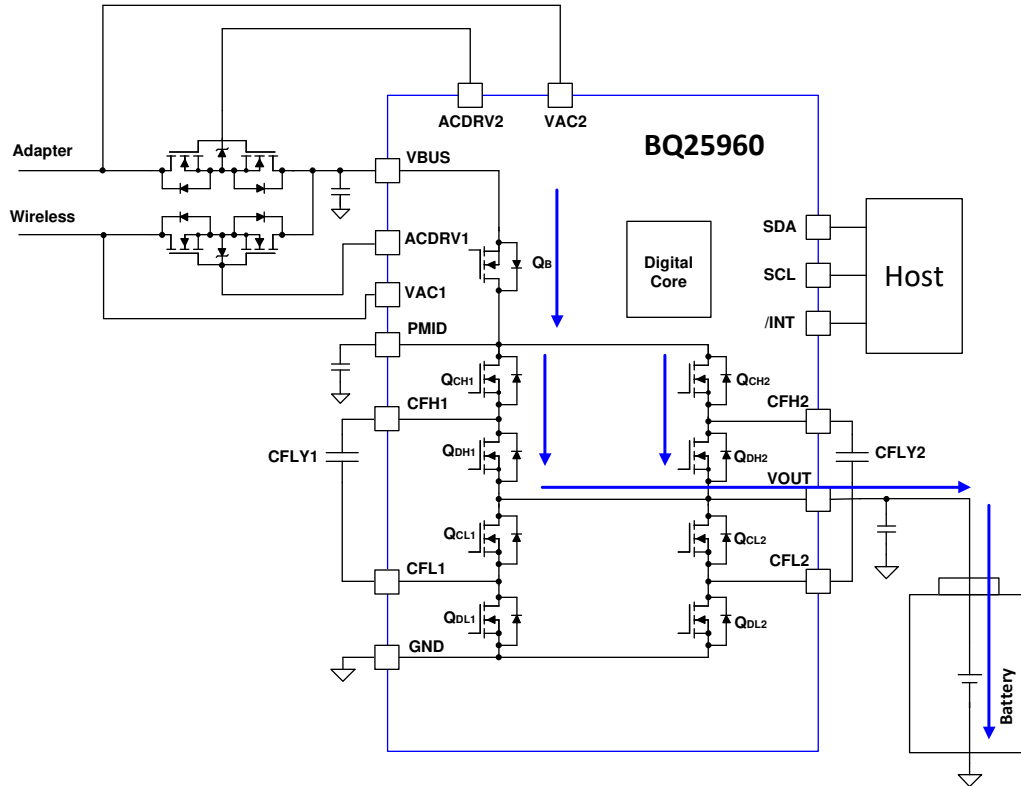 ACDRV2
VAC2
BQ25960
Adapter
VBUS
Wireless
ACDRV1
QB
Digital
Core
SDA
SCL
/INT
Host
VAC1
PMID
QCH1
QCH2
CFH1
CFH2
CFLY1
QDH1
QDH2
CFLY2
VOUT
QCL1
QCL2
CFL1
CFL2
QDL1
QDL2
GND
Battery